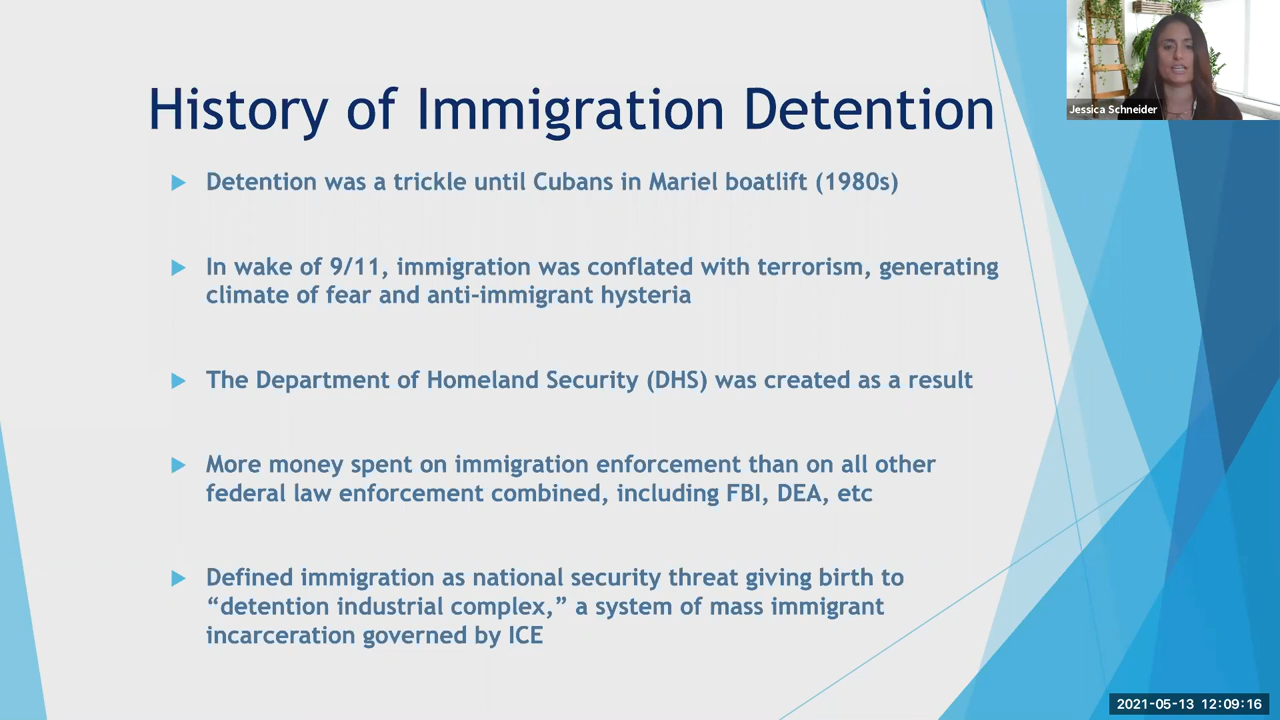 Jessica Schneider
History of Immigration Detention
Detention was a trickle until Cubans in Mariel boatlift (1980s)
In wake of 9/11, immigration was conflated with terrorism, generating
climate of fear and anti-immigrant hysteria
The Department of Homeland Security (DHS) was created as a result
More money spent on immigration enforcement than on all other
federal law enforcement combined, including FBI, DEA, etc
Defined immigration as national security threat giving birth to
“detention industrial complex,” a system of mass immigrant
incarceration governed by ICE
2021-05-13 12:09:16